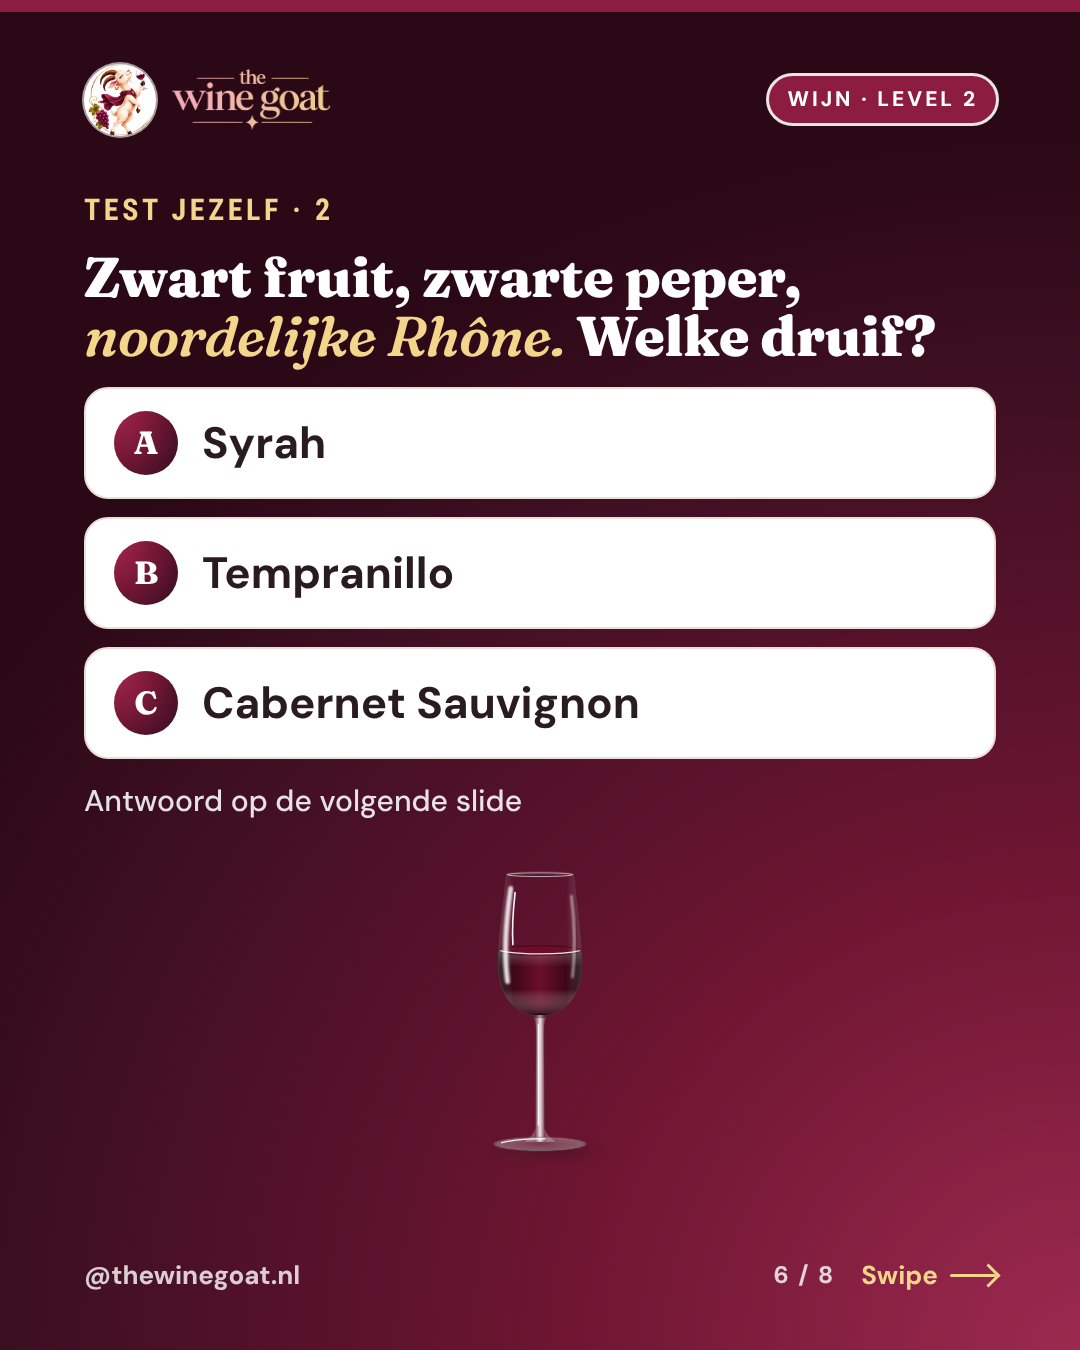 the
wine goat
WIJN · LEVEL 2
TEST JEZELF · 2
Zwart fruit, zwarte peper,
noordelijke Rhône. Welke druif?
A Syrah
B Tempranillo
C Cabernet Sauvignon
Antwoord op de volgende slide
@thewinegoat.nl
6 / 8 Swipe